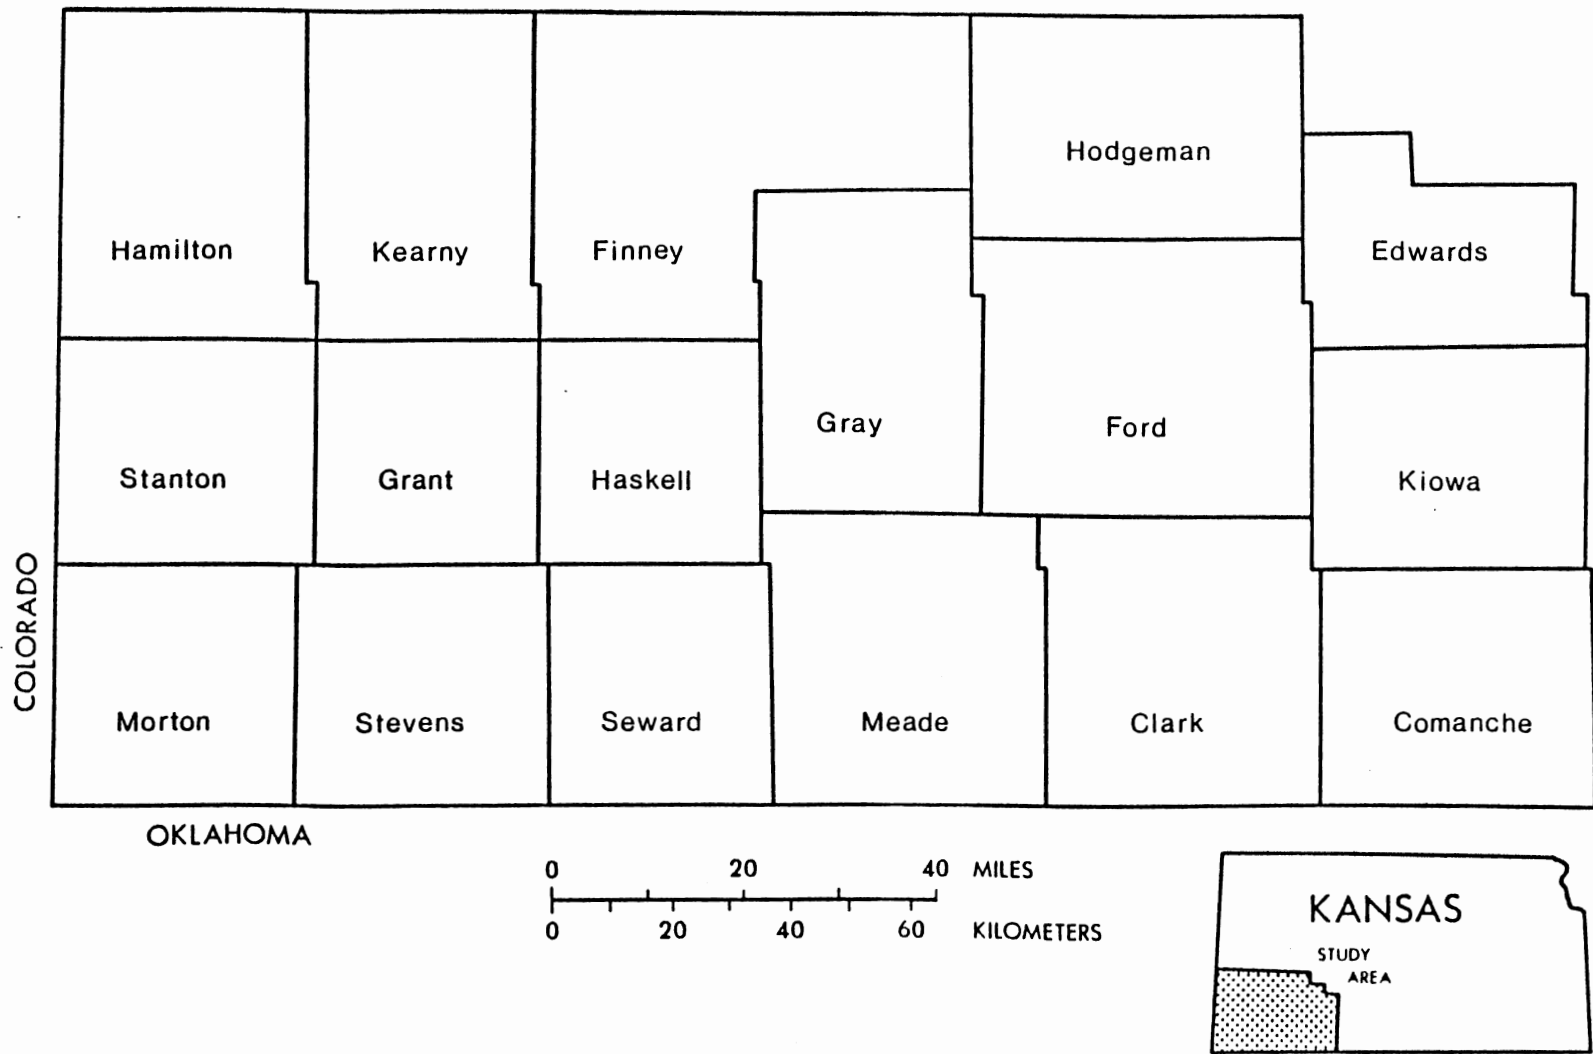 Hodgeman
Hamilton Kearny Finney Edwards
Gray Ford
Stanton Grant Haskell Kiowa
COLORADO
Morton Stevens Seward Meade Clark Comanche
OKLAHOMA
0 20 40 MILES
0 20 40 60 KILOMETERS
KANSAS
STUDY
AREA